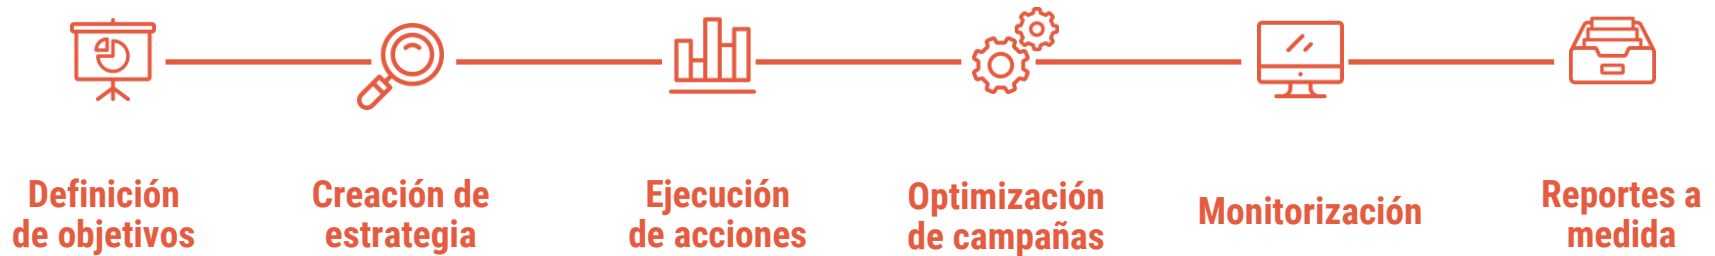 Definición
de objetivos
Creación de
estrategia
Ejecución
de acciones
Optimización
de campañas
Monitorización
Reportes a
medida